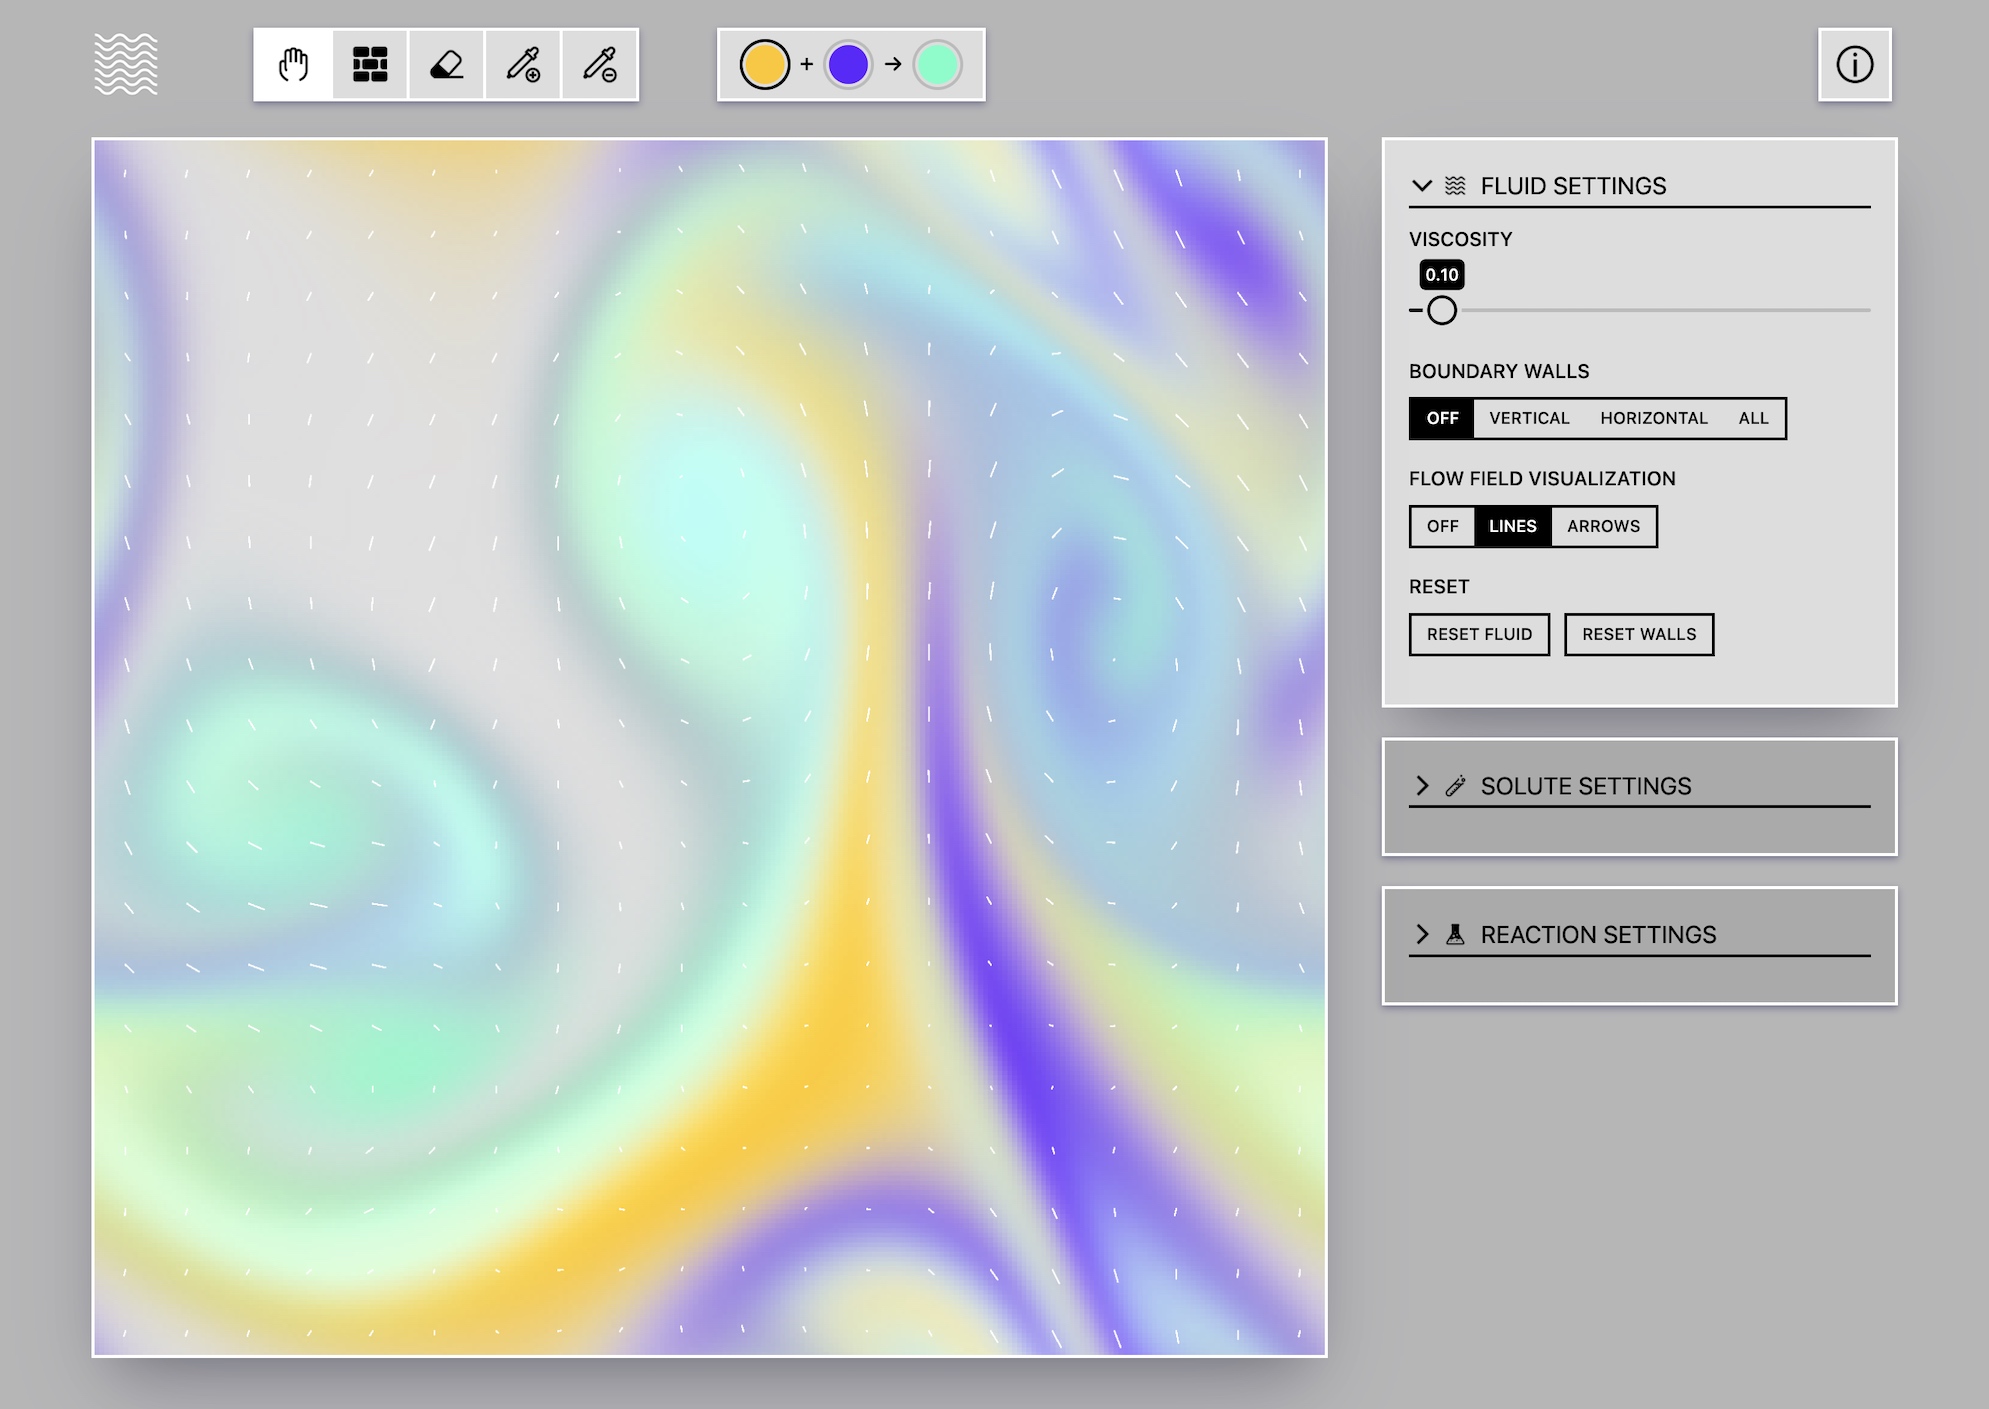 FLUID SETTINGS
VISCOSITY
0.10
BOUNDARY WALLS
OFF VERTICAL HORIZONTAL ALL
FLOW FIELD VISUALIZATION
OFF LINES ARROWS
RESET
RESET FLUID RESET WALLS
SOLUTE SETTINGS
REACTION SETTINGS